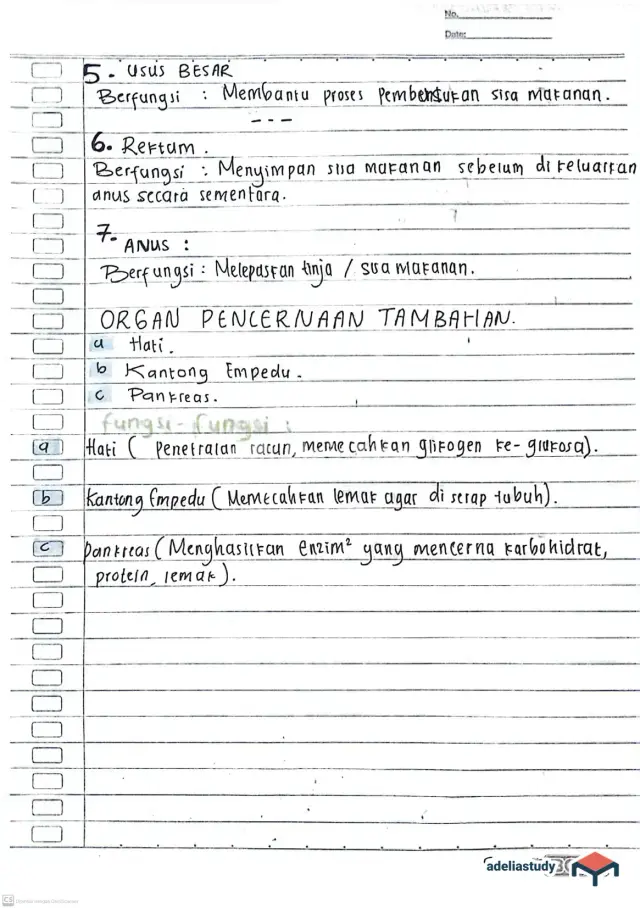 No.
Date:
5. USUS BESAR
Berfungsi : Membantu proses Pembentukan sisa makanan.
---
6. Rektum.
Berfungsi : Menyimpan sisa makanan sebelum di keluarkan
anus secara sementara.
7. ANUS :
Berfungsi : Melepaskan tinja / sisa makanan.
ORGAN PENCERNAAN TAMBAHAN.
a Hati.
b Kantong Empedu.
c Pankreas.
fungsi-fungsi :
a Hati ( Penetralan racun, memecahkan glikogen ke-glukosa).
b Kantong Empedu ( Memecahkan lemak agar di serap tubuh).
c pankreas ( Menghasilkan enzim² yang mencerna karbohidrat,
protein, lemak ).
adeliastudy
CS